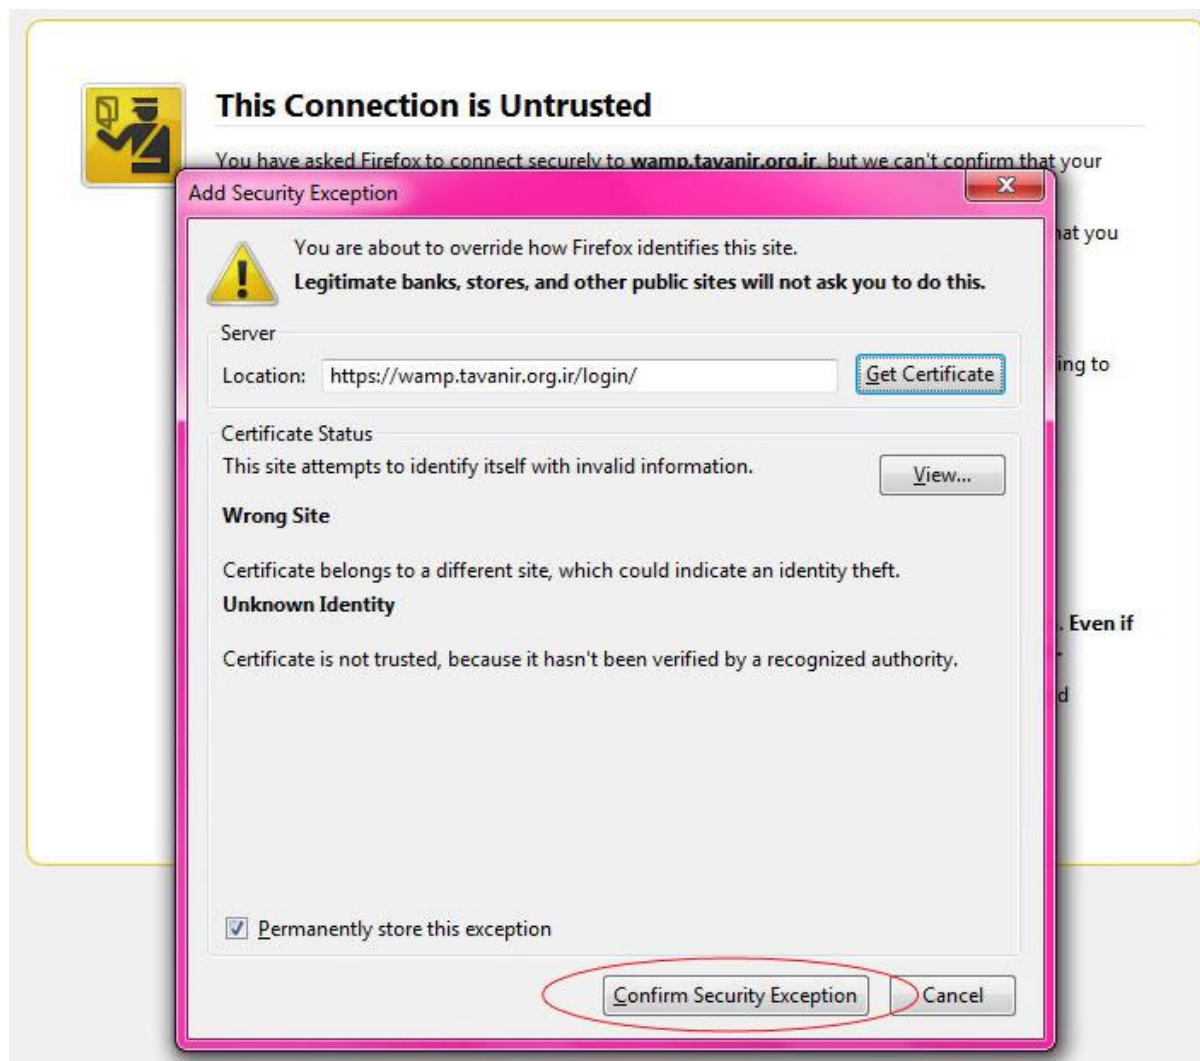 This Connection is Untrusted
You have asked Firefox to connect securely to wamp.tavanir.org.ir, but we can't confirm that your
Add Security Exception
hat you
You are about to override how Firefox identifies this site.
Legitimate banks, stores, and other public sites will not ask you to do this.
Server
Location: https://wamp.tavanir.org.ir/login/ Get Certificate
ing to
Certificate Status
This site attempts to identify itself with invalid information.
View...
Wrong Site
Certificate belongs to a different site, which could indicate an identity theft.
Unknown Identity
. Even if
Certificate is not trusted, because it hasn't been verified by a recognized authority.
d
Permanently store this exception
Confirm Security Exception Cancel